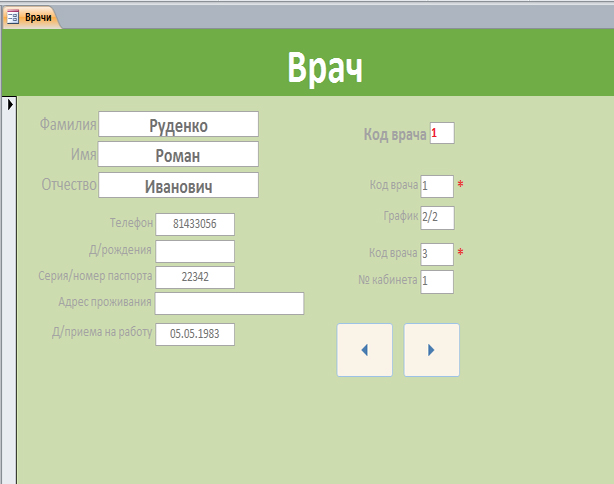 Врачи
Врач
Фамилия Руденко
Имя Роман
Отчество Иванович
Телефон 81433056
Д/рождения
Серия/номер паспорта 22342
Адрес проживания
Д/приема на работу 05.05.1983
Код врача 1
Код врача 1 *
График 2/2
Код врача 3 *
№ кабинета 1